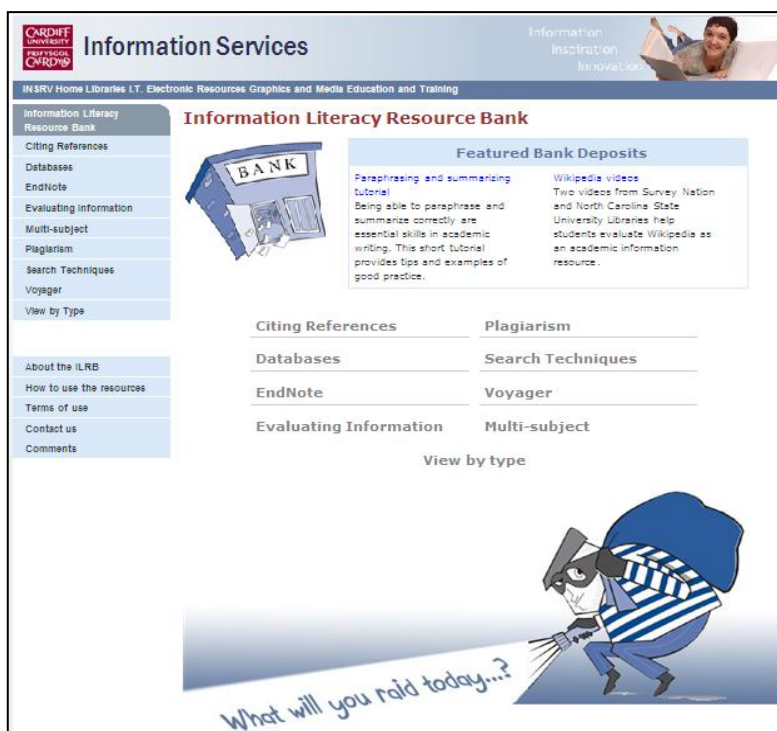 CARDIFF
UNIVERSITY
PRIFYSGOL
CAERDYDD
Information Services
Information
Inspiration
Innovation
INSRV Home Libraries I.T. Electronic Resources Graphics and Media Education and Training
Information Literacy
Resource Bank
Citing References
Databases
EndNote
Evaluating Information
Multi-subject
Plagiarism
Search Techniques
Voyager
View by Type
About the ILRB
How to use the resources
Terms of use
Contact us
Comments
Information Literacy Resource Bank
BANK
Featured Bank Deposits
Paraphrasing and summarizing
tutorial
Being able to paraphrase and
summarize correctly are
essential skills in academic
writing. This short tutorial
provides tips and examples of
good practice.
Wikipedia videos
Two videos from Survey Nation
and North Carolina State
University Libraries help
students evaluate Wikipedia as
an academic information
resource.
Citing References
Plagiarism
Databases
Search Techniques
EndNote
Voyager
Evaluating Information
Multi-subject
View by type
What will you raid today...?